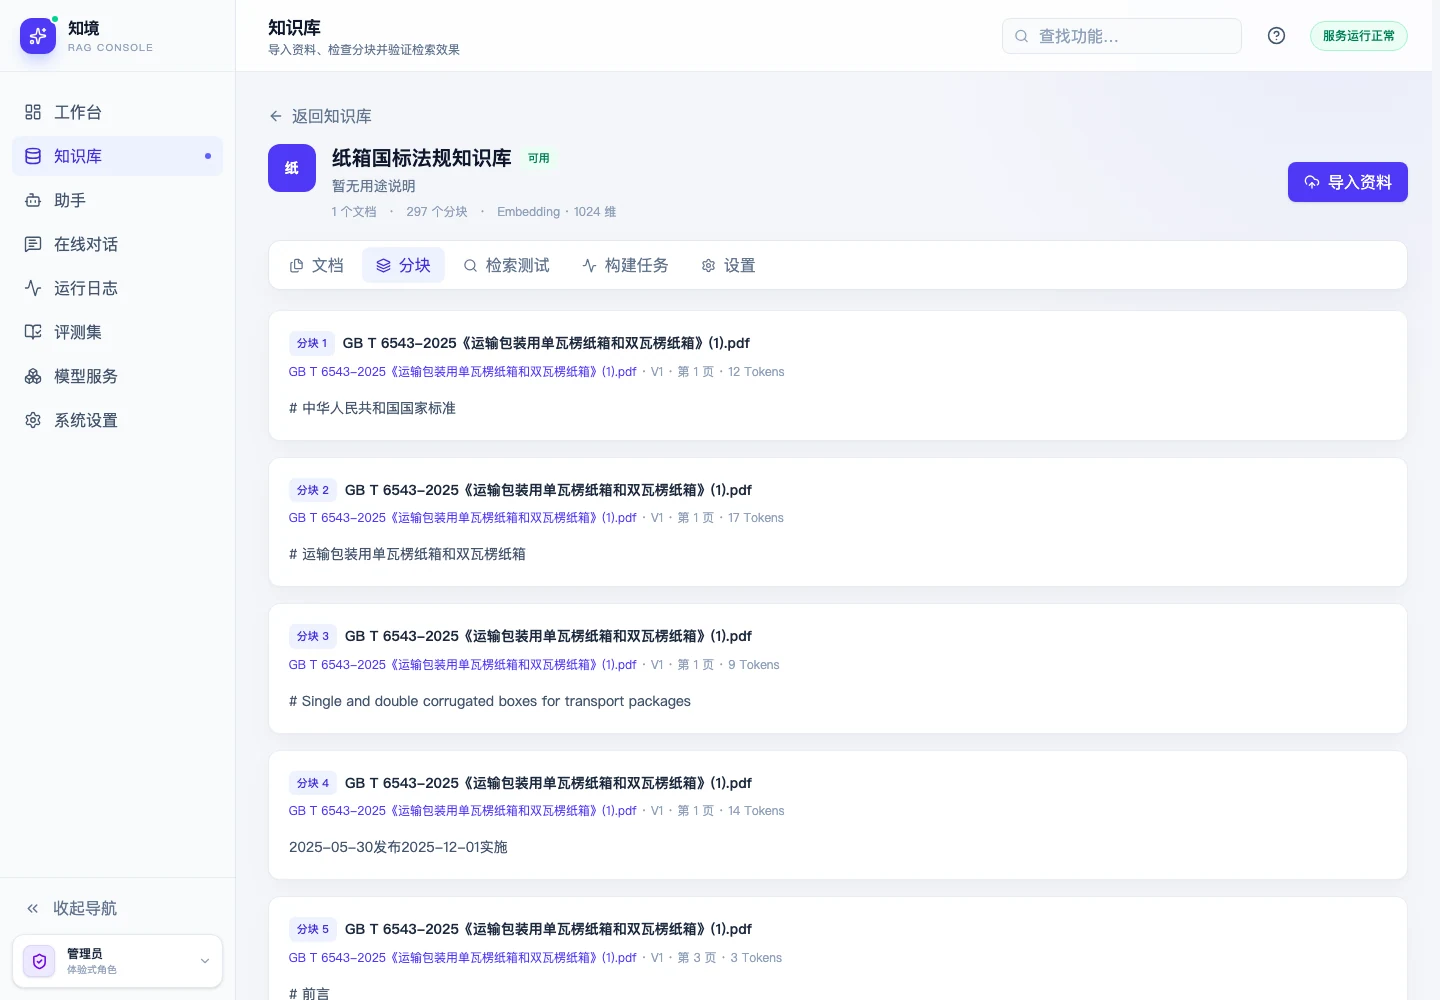 知境
RAG CONSOLE
工作台
知识库
助手
在线对话
运行日志
评测集
模型服务
系统设置
收起导航
管理员
体验式角色
知识库
导入资料、检查分块并验证检索效果
查找功能...
服务运行正常
返回知识库
纸
纸箱国标法规知识库 可用
暂无用途说明
1 个文档 · 297 个分块 · Embedding · 1024 维
导入资料
文档 分块 检索测试 构建任务 设置
分块 1 GB T 6543-2025《运输包装用单瓦楞纸箱和双瓦楞纸箱》(1).pdf
GB T 6543-2025《运输包装用单瓦楞纸箱和双瓦楞纸箱》(1).pdf · V1 · 第 1 页 · 12 Tokens
# 中华人民共和国国家标准
分块 2 GB T 6543-2025《运输包装用单瓦楞纸箱和双瓦楞纸箱》(1).pdf
GB T 6543-2025《运输包装用单瓦楞纸箱和双瓦楞纸箱》(1).pdf · V1 · 第 1 页 · 17 Tokens
# 运输包装用单瓦楞纸箱和双瓦楞纸箱
分块 3 GB T 6543-2025《运输包装用单瓦楞纸箱和双瓦楞纸箱》(1).pdf
GB T 6543-2025《运输包装用单瓦楞纸箱和双瓦楞纸箱》(1).pdf · V1 · 第 1 页 · 9 Tokens
# Single and double corrugated boxes for transport packages
分块 4 GB T 6543-2025《运输包装用单瓦楞纸箱和双瓦楞纸箱》(1).pdf
GB T 6543-2025《运输包装用单瓦楞纸箱和双瓦楞纸箱》(1).pdf · V1 · 第 1 页 · 14 Tokens
2025-05-30发布2025-12-01实施
分块 5 GB T 6543-2025《运输包装用单瓦楞纸箱和双瓦楞纸箱》(1).pdf
GB T 6543-2025《运输包装用单瓦楞纸箱和双瓦楞纸箱》(1).pdf · V1 · 第 3 页 · 3 Tokens
# 前言